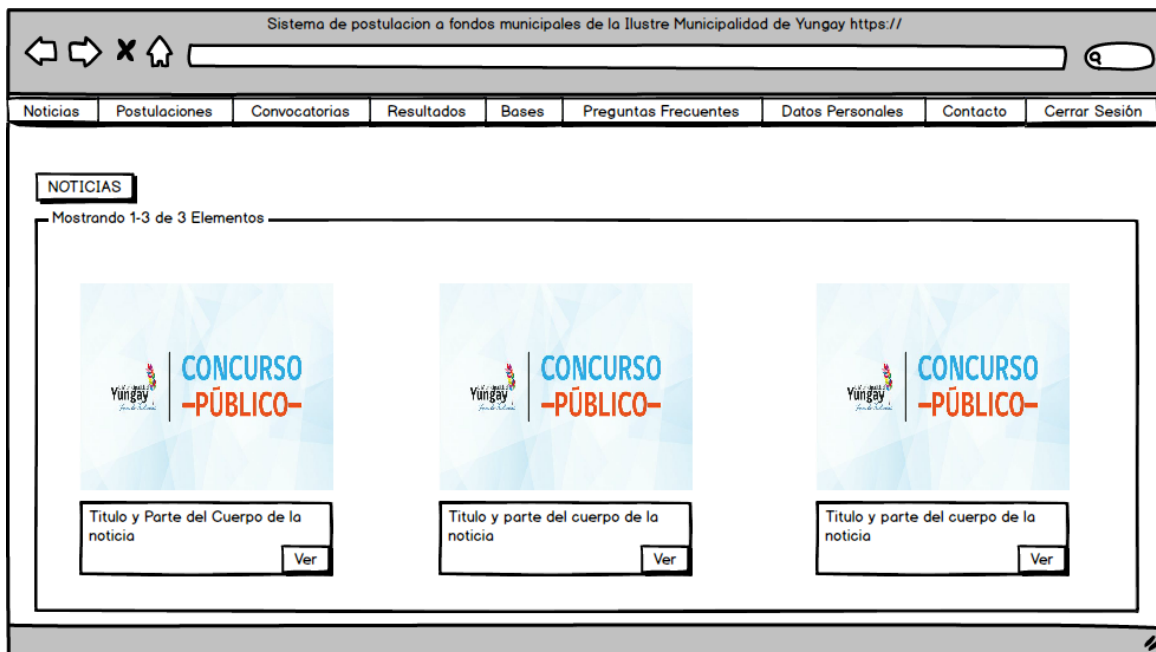 Sistema de postulacion a fondos municipales de la Ilustre Municipalidad de Yungay https://
Noticias Postulaciones Convocatorias Resultados Bases Preguntas Frecuentes Datos Personales Contacto Cerrar Sesión
NOTICIAS
Mostrando 1-3 de 3 Elementos
Yungay
CONCURSO
–PÚBLICO–
Yungay
CONCURSO
–PÚBLICO–
Yungay
CONCURSO
–PÚBLICO–
Titulo y Parte del Cuerpo de la
noticia
Ver
Titulo y parte del cuerpo de la
noticia
Ver
Titulo y parte del cuerpo de la
noticia
Ver